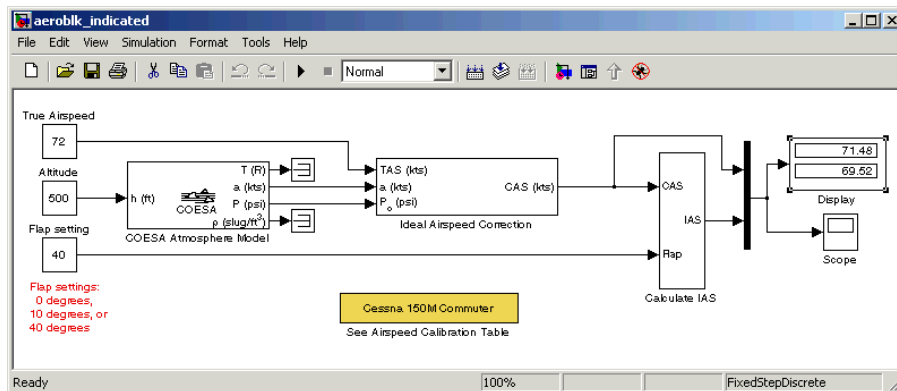 aeroblk_indicated
File Edit View Simulation Format Tools Help
Normal
True Airspeed
72
Altitude
500
Flap setting
40
Flap settings:
0 degrees,
10 degrees, or
40 degrees
h (ft)
COESA
T (R)
a (kts)
P (psi)
ρ (slug/ft³)
COESA Atmosphere Model
TAS (kts)
a (kts)
P₀ (psi)
CAS (kts)
Ideal Airspeed Correction
CAS
IAS
Flap
Calculate IAS
71.48
69.52
Display
Scope
Cessna 150M Commuter
See Airspeed Calibration Table
Ready
100%
FixedStepDiscrete